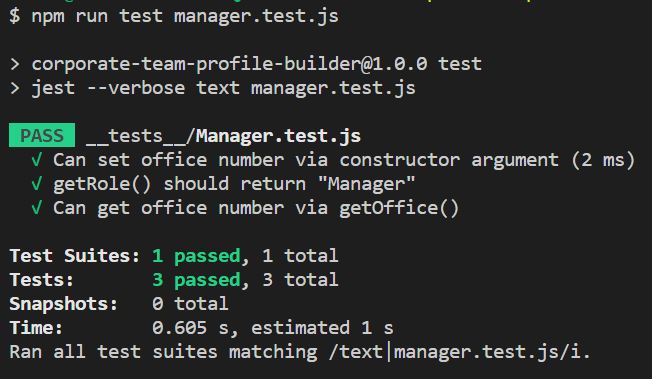 $ npm run test manager.test.js
> corporate-team-profile-builder@1.0.0 test
> jest --verbose text manager.test.js
PASS __tests__/Manager.test.js
√ Can set office number via constructor argument (2 ms)
√ getRole() should return "Manager"
√ Can get office number via getOffice()
Test Suites: 1 passed, 1 total
Tests: 3 passed, 3 total
Snapshots: 0 total
Time: 0.605 s, estimated 1 s
Ran all test suites matching /text|manager.test.js/i.